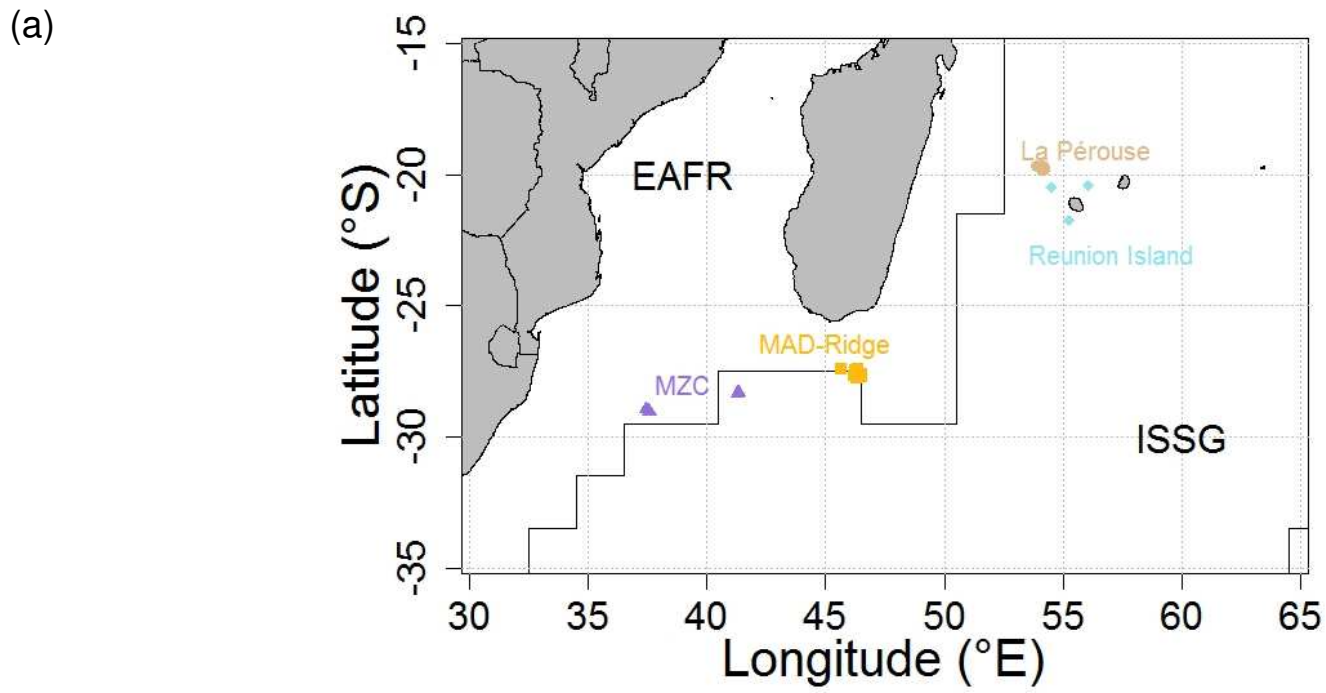 (a)
-15
-20
-25
-30
-35
Latitude (°S)
EAFR
La Pérouse
Reunion Island
MAD-Ridge
MZC
ISSG
30 35 40 45 50 55 60 65
Longitude (°E)